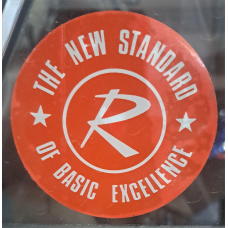 THE NEW STANDARD
R
OF BASIC EXCELLENCE